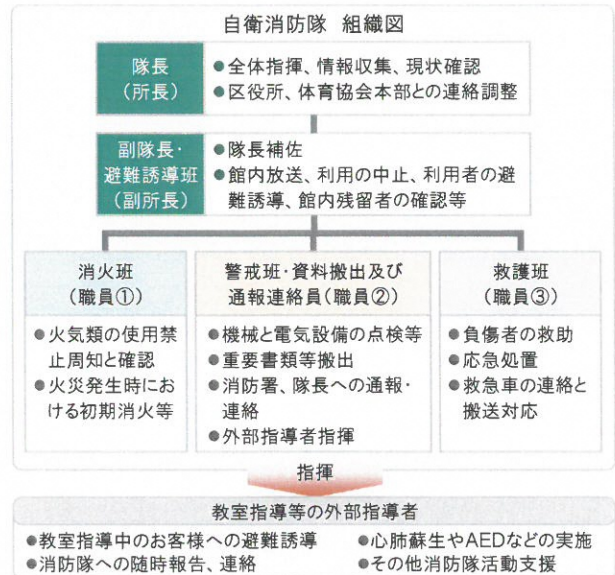 自衛消防隊 組織図
隊長
(所長)
●全体指揮、情報収集、現状確認
●区役所、体育協会本部との連絡調整
副隊長・
避難誘導班
(副所長)
●隊長補佐
●館内放送、利用の中止、利用者の避
難誘導、館内残留者の確認等
消火班
(職員①)
●火気類の使用禁
止周知と確認
●火災発生時にお
ける初期消火等
警戒班・資料搬出及び
通報連絡員(職員②)
●機械と電気設備の点検等
●重要書類等搬出
●消防署、隊長への通報・
連絡
●外部指導者指揮
救護班
(職員③)
●負傷者の救助
●応急処置
●救急車の連絡と
搬送対応
指揮
教室指導等の外部指導者
●教室指導中のお客様への避難誘導
●消防隊への随時報告、連絡
●心肺蘇生やAEDなどの実施
●その他消防隊活動支援